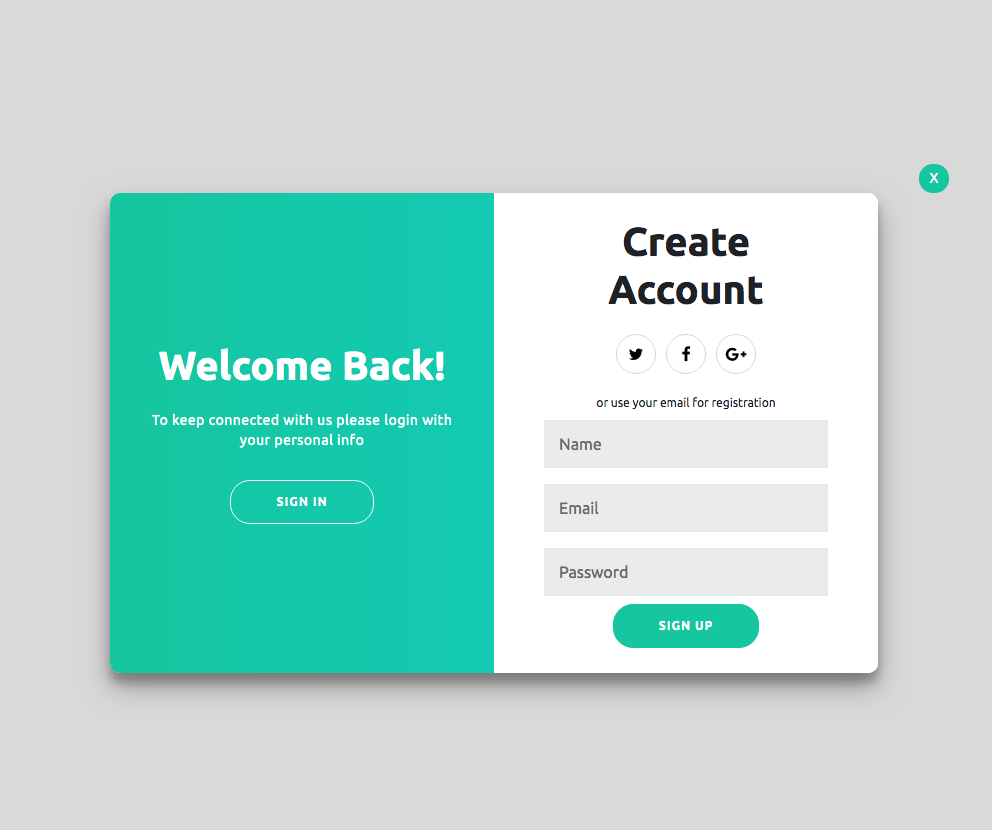 X
Welcome Back!
To keep connected with us please login with
your personal info
SIGN IN
Create
Account
G+
or use your email for registration
Name
Email
Password
SIGN UP